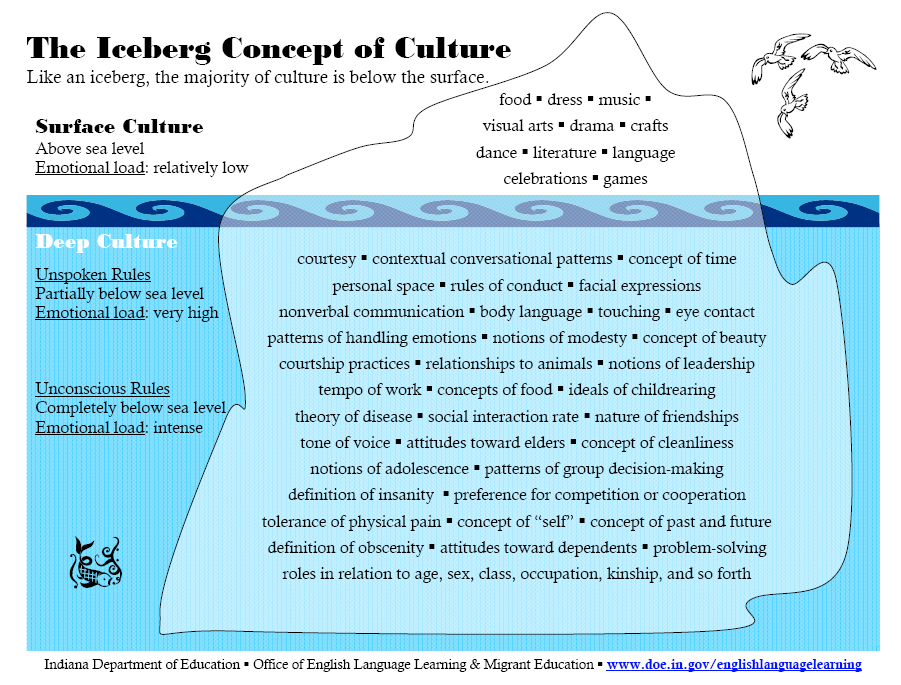 The Iceberg Concept of Culture
Like an iceberg, the majority of culture is below the surface.
Surface Culture
Above sea level
Emotional load: relatively low
food ▪ dress ▪ music ▪
visual arts ▪ drama ▪ crafts
dance ▪ literature ▪ language
celebrations ▪ games
Deep Culture
Unspoken Rules
Partially below sea level
Emotional load: very high
Unconscious Rules
Completely below sea level
Emotional load: intense
courtesy ▪ contextual conversational patterns ▪ concept of time
personal space ▪ rules of conduct ▪ facial expressions
nonverbal communication ▪ body language ▪ touching ▪ eye contact
patterns of handling emotions ▪ notions of modesty ▪ concept of beauty
courtship practices ▪ relationships to animals ▪ notions of leadership
tempo of work ▪ concepts of food ▪ ideals of childrearing
theory of disease ▪ social interaction rate ▪ nature of friendships
tone of voice ▪ attitudes toward elders ▪ concept of cleanliness
notions of adolescence ▪ patterns of group decision-making
definition of insanity ▪ preference for competition or cooperation
tolerance of physical pain ▪ concept of “self” ▪ concept of past and future
definition of obscenity ▪ attitudes toward dependents ▪ problem-solving
roles in relation to age, sex, class, occupation, kinship, and so forth
Indiana Department of Education ▪ Office of English Language Learning & Migrant Education ▪ www.doe.in.gov/englishlanguagelearning